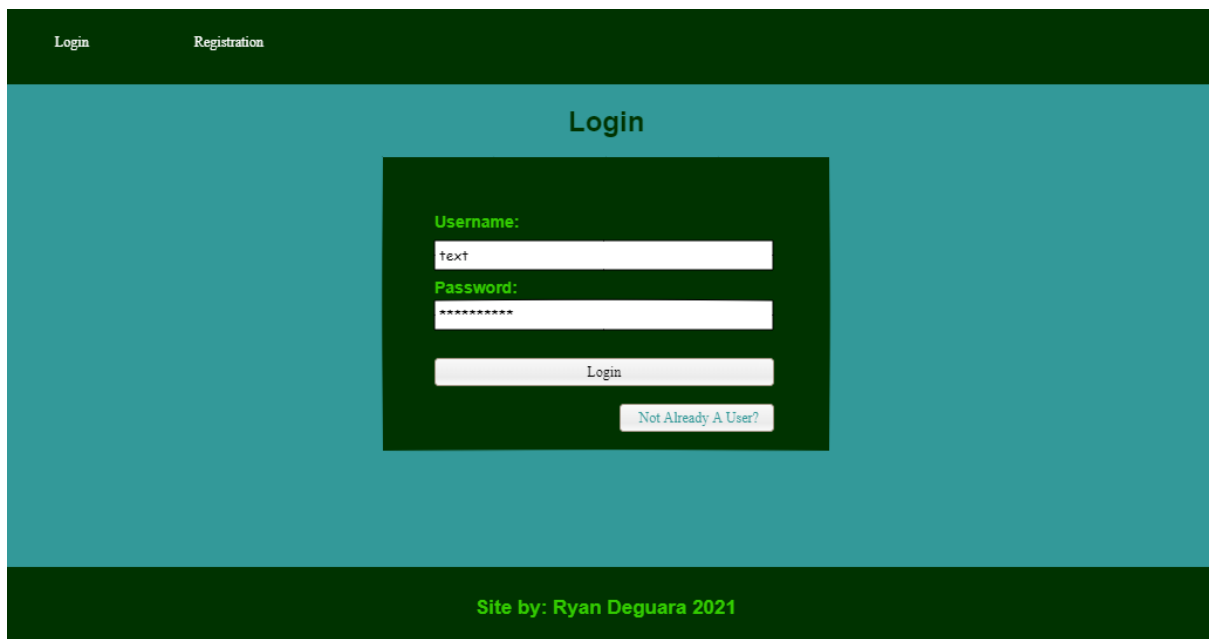 Login Registration
Login
Username:
text
Password:
**********
Login
Not Already A User?
Site by: Ryan Deguara 2021